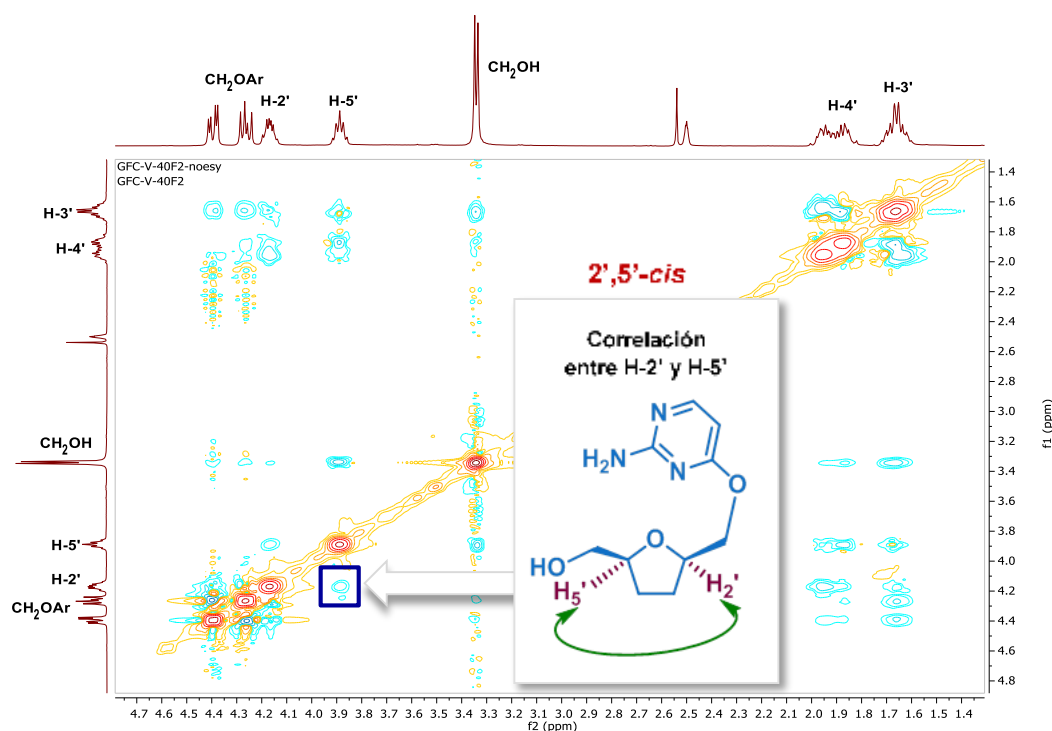 CH2OAr
H-2'
H-5'
CH2OH
H-4'
H-3'
GFC-V-40F2-noesy
GFC-V-40F2
H-3'
H-4'
CH2OH
H-5'
H-2'
CH2OAr
2',5'-cis
Correlación
entre H-2' y H-5'
N
H2N
N
O
O
HO
H5'
H2'
1.4
1.6
1.8
2.0
2.2
2.4
2.6
2.8
3.0
3.2
3.4
3.6
3.8
4.0
4.2
4.4
4.6
4.8
f1 (ppm)
4.7 4.6 4.5 4.4 4.3 4.2 4.1 4.0 3.9 3.8 3.7 3.6 3.5 3.4 3.3 3.2 3.1 3.0 2.9 2.8 2.7 2.6 2.5 2.4 2.3 2.2 2.1 2.0 1.9 1.8 1.7 1.6 1.5 1.4
f2 (ppm)